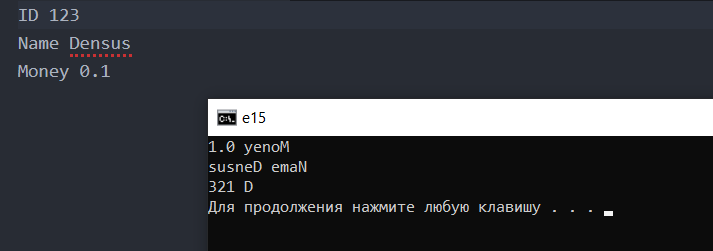 ID 123
Name Densus
Money 0.1
e15
1.0 yenoM
susneD emaN
321 D
Для продолжения нажмите любую клавишу . . .